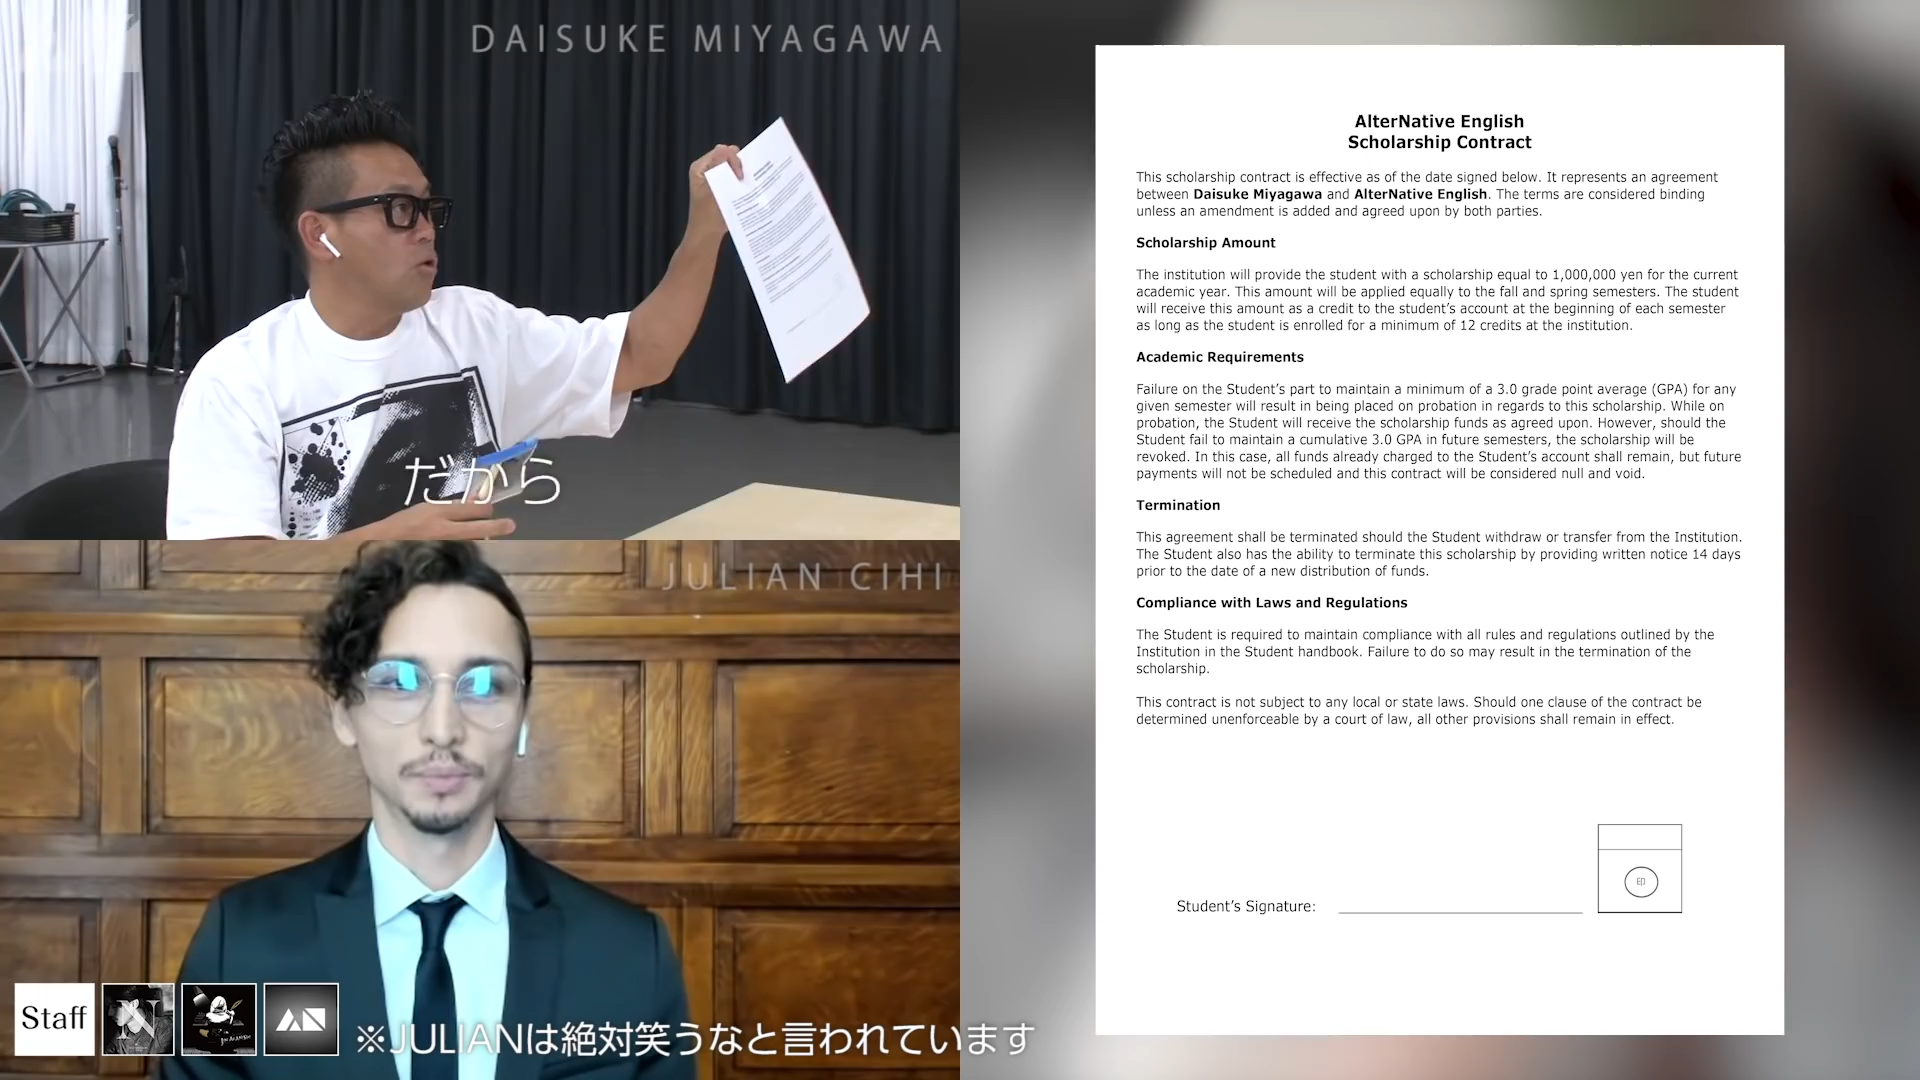 DAISUKE MIYAGAWA
だから
JULIAN CIHI
Staff
※JULIANは絶対笑うなと言われています
AlterNative English
Scholarship Contract
This scholarship contract is effective as of the date signed below. It represents an agreement
between Daisuke Miyagawa and AlterNative English. The terms are considered binding
unless an amendment is added and agreed upon by both parties.
Scholarship Amount
The institution will provide the student with a scholarship equal to 1,000,000 yen for the current
academic year. This amount will be applied equally to the fall and spring semesters. The student
will receive this amount as a credit to the student’s account at the beginning of each semester
as long as the student is enrolled for a minimum of 12 credits at the institution.
Academic Requirements
Failure on the Student’s part to maintain a minimum of a 3.0 grade point average (GPA) for any
given semester will result in being placed on probation in regards to this scholarship. While on
probation, the Student will receive the scholarship funds as agreed upon. However, should the
Student fail to maintain a cumulative 3.0 GPA in future semesters, the scholarship will be
revoked. In this case, all funds already charged to the Student’s account shall remain, but future
payments will not be scheduled and this contract will be considered null and void.
Termination
This agreement shall be terminated should the Student withdraw or transfer from the Institution.
The Student also has the ability to terminate this scholarship by providing written notice 14 days
prior to the date of a new distribution of funds.
Compliance with Laws and Regulations
The Student is required to maintain compliance with all rules and regulations outlined by the
Institution in the Student handbook. Failure to do so may result in the termination of the
scholarship.
This contract is not subject to any local or state laws. Should one clause of the contract be
determined unenforceable by a court of law, all other provisions shall remain in effect.
印
Student’s Signature: